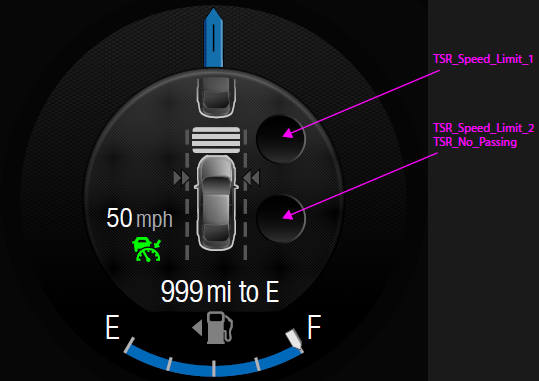 TSR_Speed_Limit_1
TSR_Speed_Limit_2
TSR_No_Passing
50 mph
999 mi to E
E F